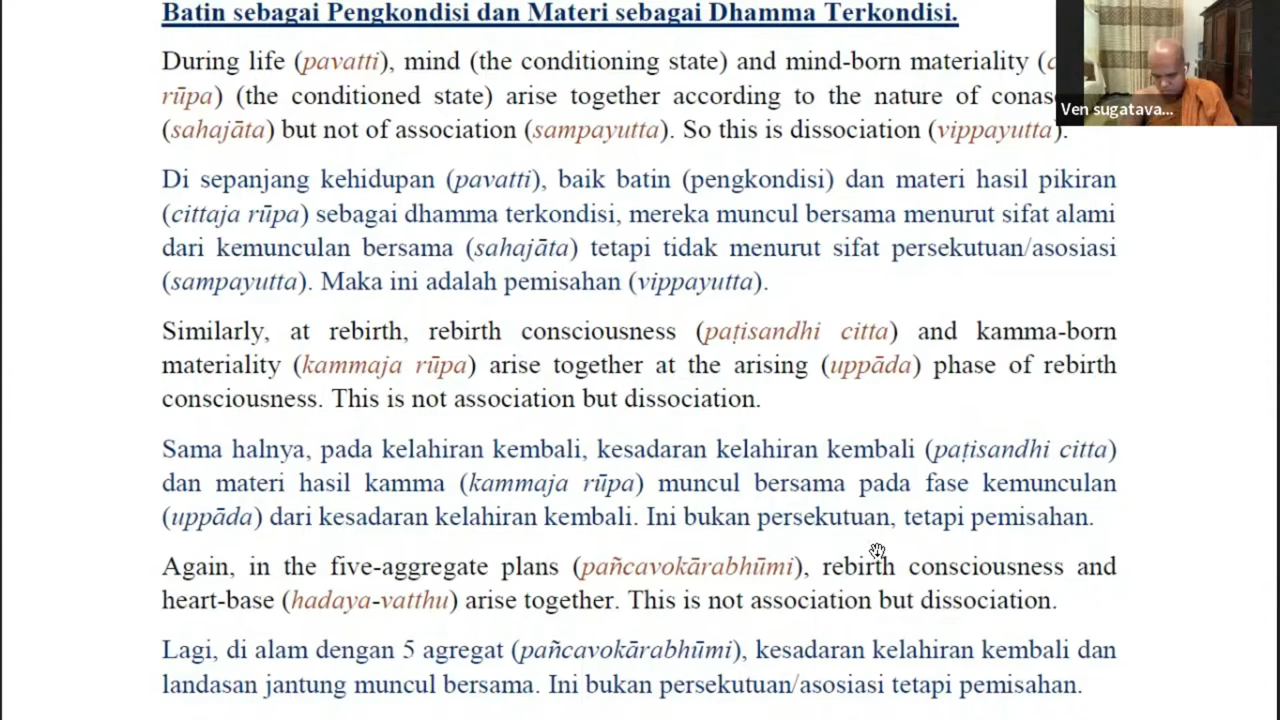 Batin sebagai Pengkondisi dan Materi sebagai Dhamma Terkondisi.
During life (pavatti), mind (the conditioning state) and mind-born materiality (
rūpa) (the conditioned state) arise together according to the nature of conas
(sahajāta) but not of association (sampayutta). So this is dissociation (vippayutta).
Di sepanjang kehidupan (pavatti), baik batin (pengkondisi) dan materi hasil pikiran
(cittaja rūpa) sebagai dhamma terkondisi, mereka muncul bersama menurut sifat alami
dari kemunculan bersama (sahajāta) tetapi tidak menurut sifat persekutuan/asosiasi
(sampayutta). Maka ini adalah pemisahan (vippayutta).
Similarly, at rebirth, rebirth consciousness (paṭisandhi citta) and kamma-born
materiality (kammaja rūpa) arise together at the arising (uppāda) phase of rebirth
consciousness. This is not association but dissociation.
Sama halnya, pada kelahiran kembali, kesadaran kelahiran kembali (paṭisandhi citta)
dan materi hasil kamma (kammaja rūpa) muncul bersama pada fase kemunculan
(uppāda) dari kesadaran kelahiran kembali. Ini bukan persekutuan, tetapi pemisahan.
Again, in the five-aggregate plans (pañcavokārabhūmi), rebirth consciousness and
heart-base (hadaya-vatthu) arise together. This is not association but dissociation.
Lagi, di alam dengan 5 agregat (pañcavokārabhūmi), kesadaran kelahiran kembali dan
landasan jantung muncul bersama. Ini bukan persekutuan/asosiasi tetapi pemisahan.
Ven sugatava...